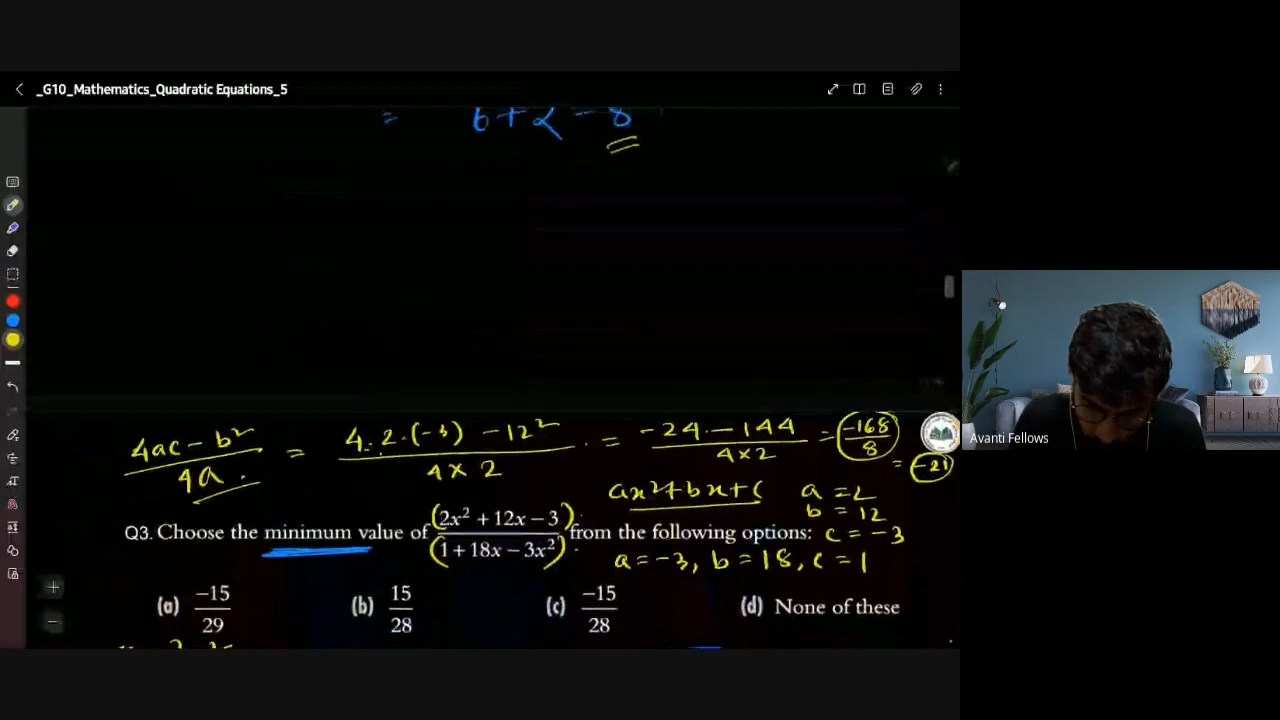 _G10_Mathematics_Quadratic Equations_5
= 6 + 2 = 8
4ac - b² / 4a = 4.2.(-3) - 12² / 4 × 2 = -24 - 144 / 4×2 = -168 / 8 = -21
Avanti Fellows
ax²+bx+c a = 2
b = 12
Q3. Choose the minimum value of (2x² + 12x − 3) / (1 + 18x − 3x²) from the following options: c = -3
a = -3, b = 18, c = 1
(a) −15/29 (b) 15/28 (c) −15/28 (d) None of these